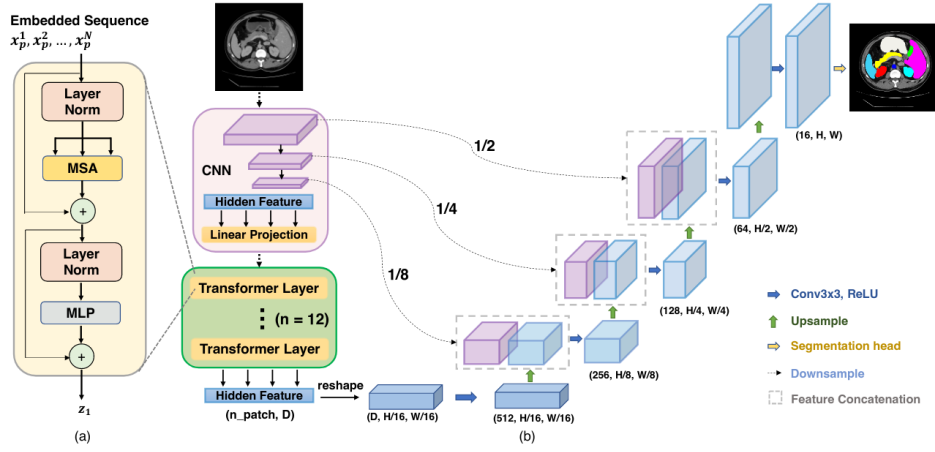 Embedded Sequence
x_p^1, x_p^2, ..., x_p^N
Layer
Norm
MSA
+
Layer
Norm
MLP
+
z_1
(a)
CNN
Hidden Feature
Linear Projection
Transformer Layer
(n = 12)
Transformer Layer
Hidden Feature
(n_patch, D)
reshape
(D, H/16, W/16)
(512, H/16, W/16)
(b)
1/2
1/4
1/8
(16, H, W)
(64, H/2, W/2)
(128, H/4, W/4)
(256, H/8, W/8)
Conv3x3, ReLU
Upsample
Segmentation head
Downsample
Feature Concatenation